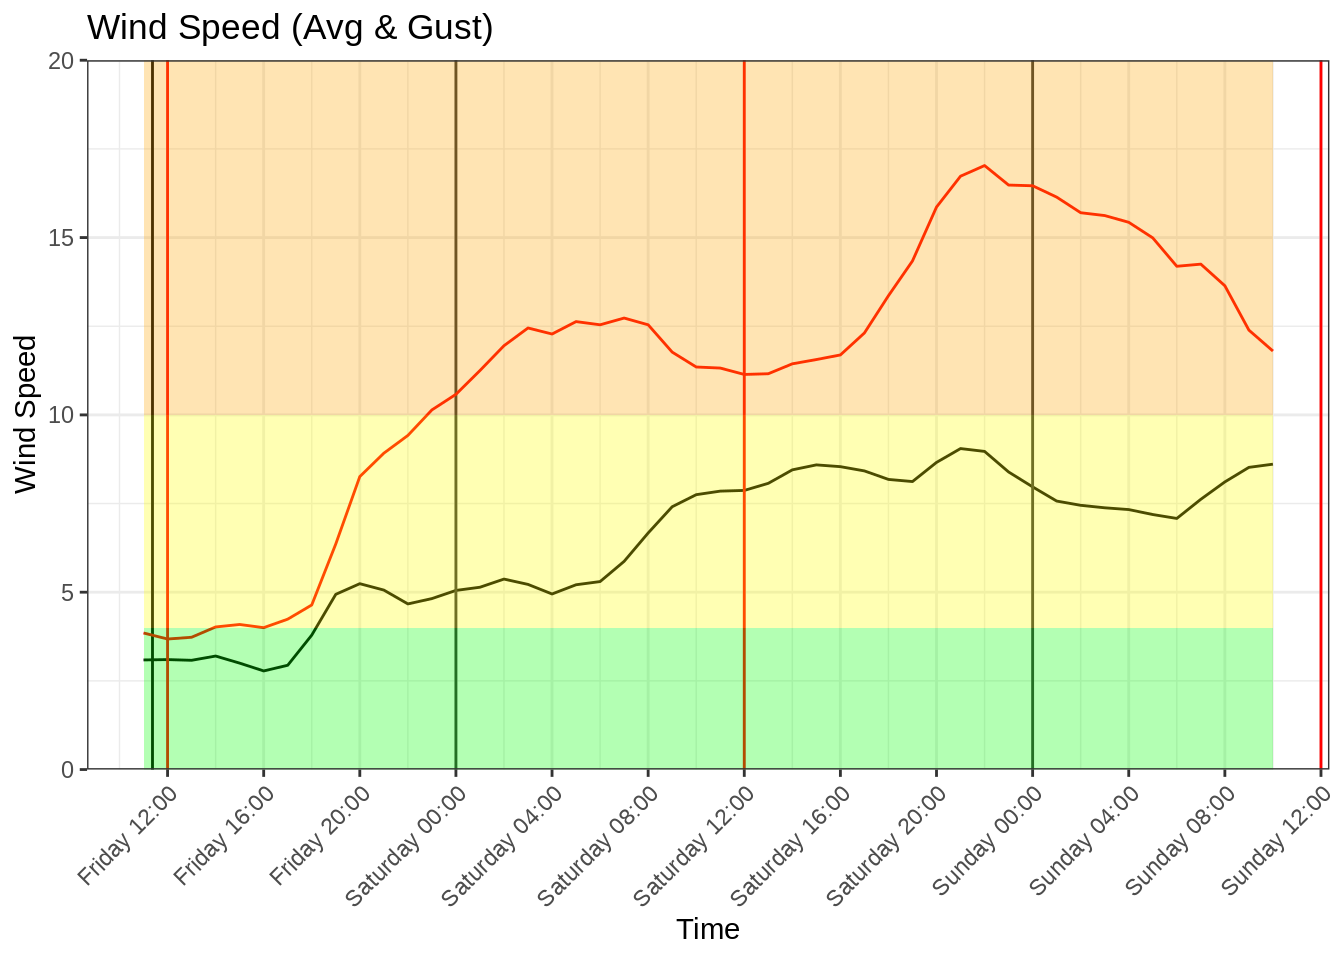 Wind Speed (Avg & Gust)
20
15
10
5
0
Wind Speed
Friday 12:00
Friday 16:00
Friday 20:00
Saturday 00:00
Saturday 04:00
Saturday 08:00
Saturday 12:00
Saturday 16:00
Saturday 20:00
Sunday 00:00
Sunday 04:00
Sunday 08:00
Sunday 12:00
Time